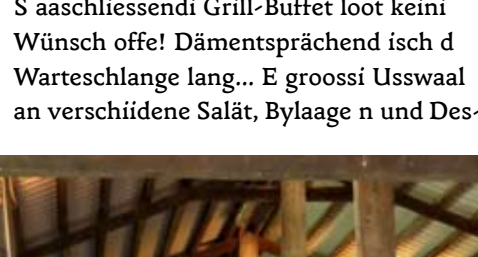 S aaschliessendi Grill-Buffet loot keini
Wünsch offe! Dämentsprächend isch d
Warteschlange lang... E groossi Usswaal
an verschiidene Salät, Bylaage n und Des-